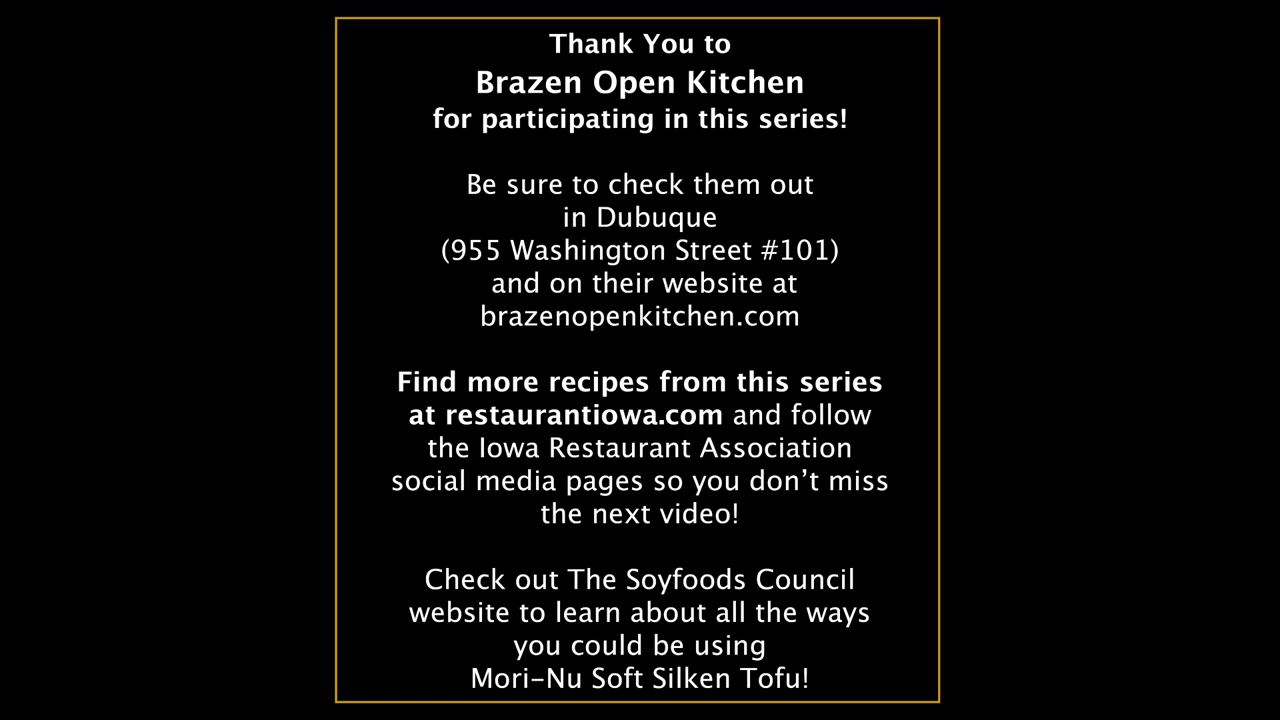 Thank You to
Brazen Open Kitchen
for participating in this series!
Be sure to check them out
in Dubuque
(955 Washington Street #101)
and on their website at
brazenopenkitchen.com
Find more recipes from this series
at restaurantiowa.com and follow
the Iowa Restaurant Association
social media pages so you don’t miss
the next video!
Check out The Soyfoods Council
website to learn about all the ways
you could be using
Mori-Nu Soft Silken Tofu!